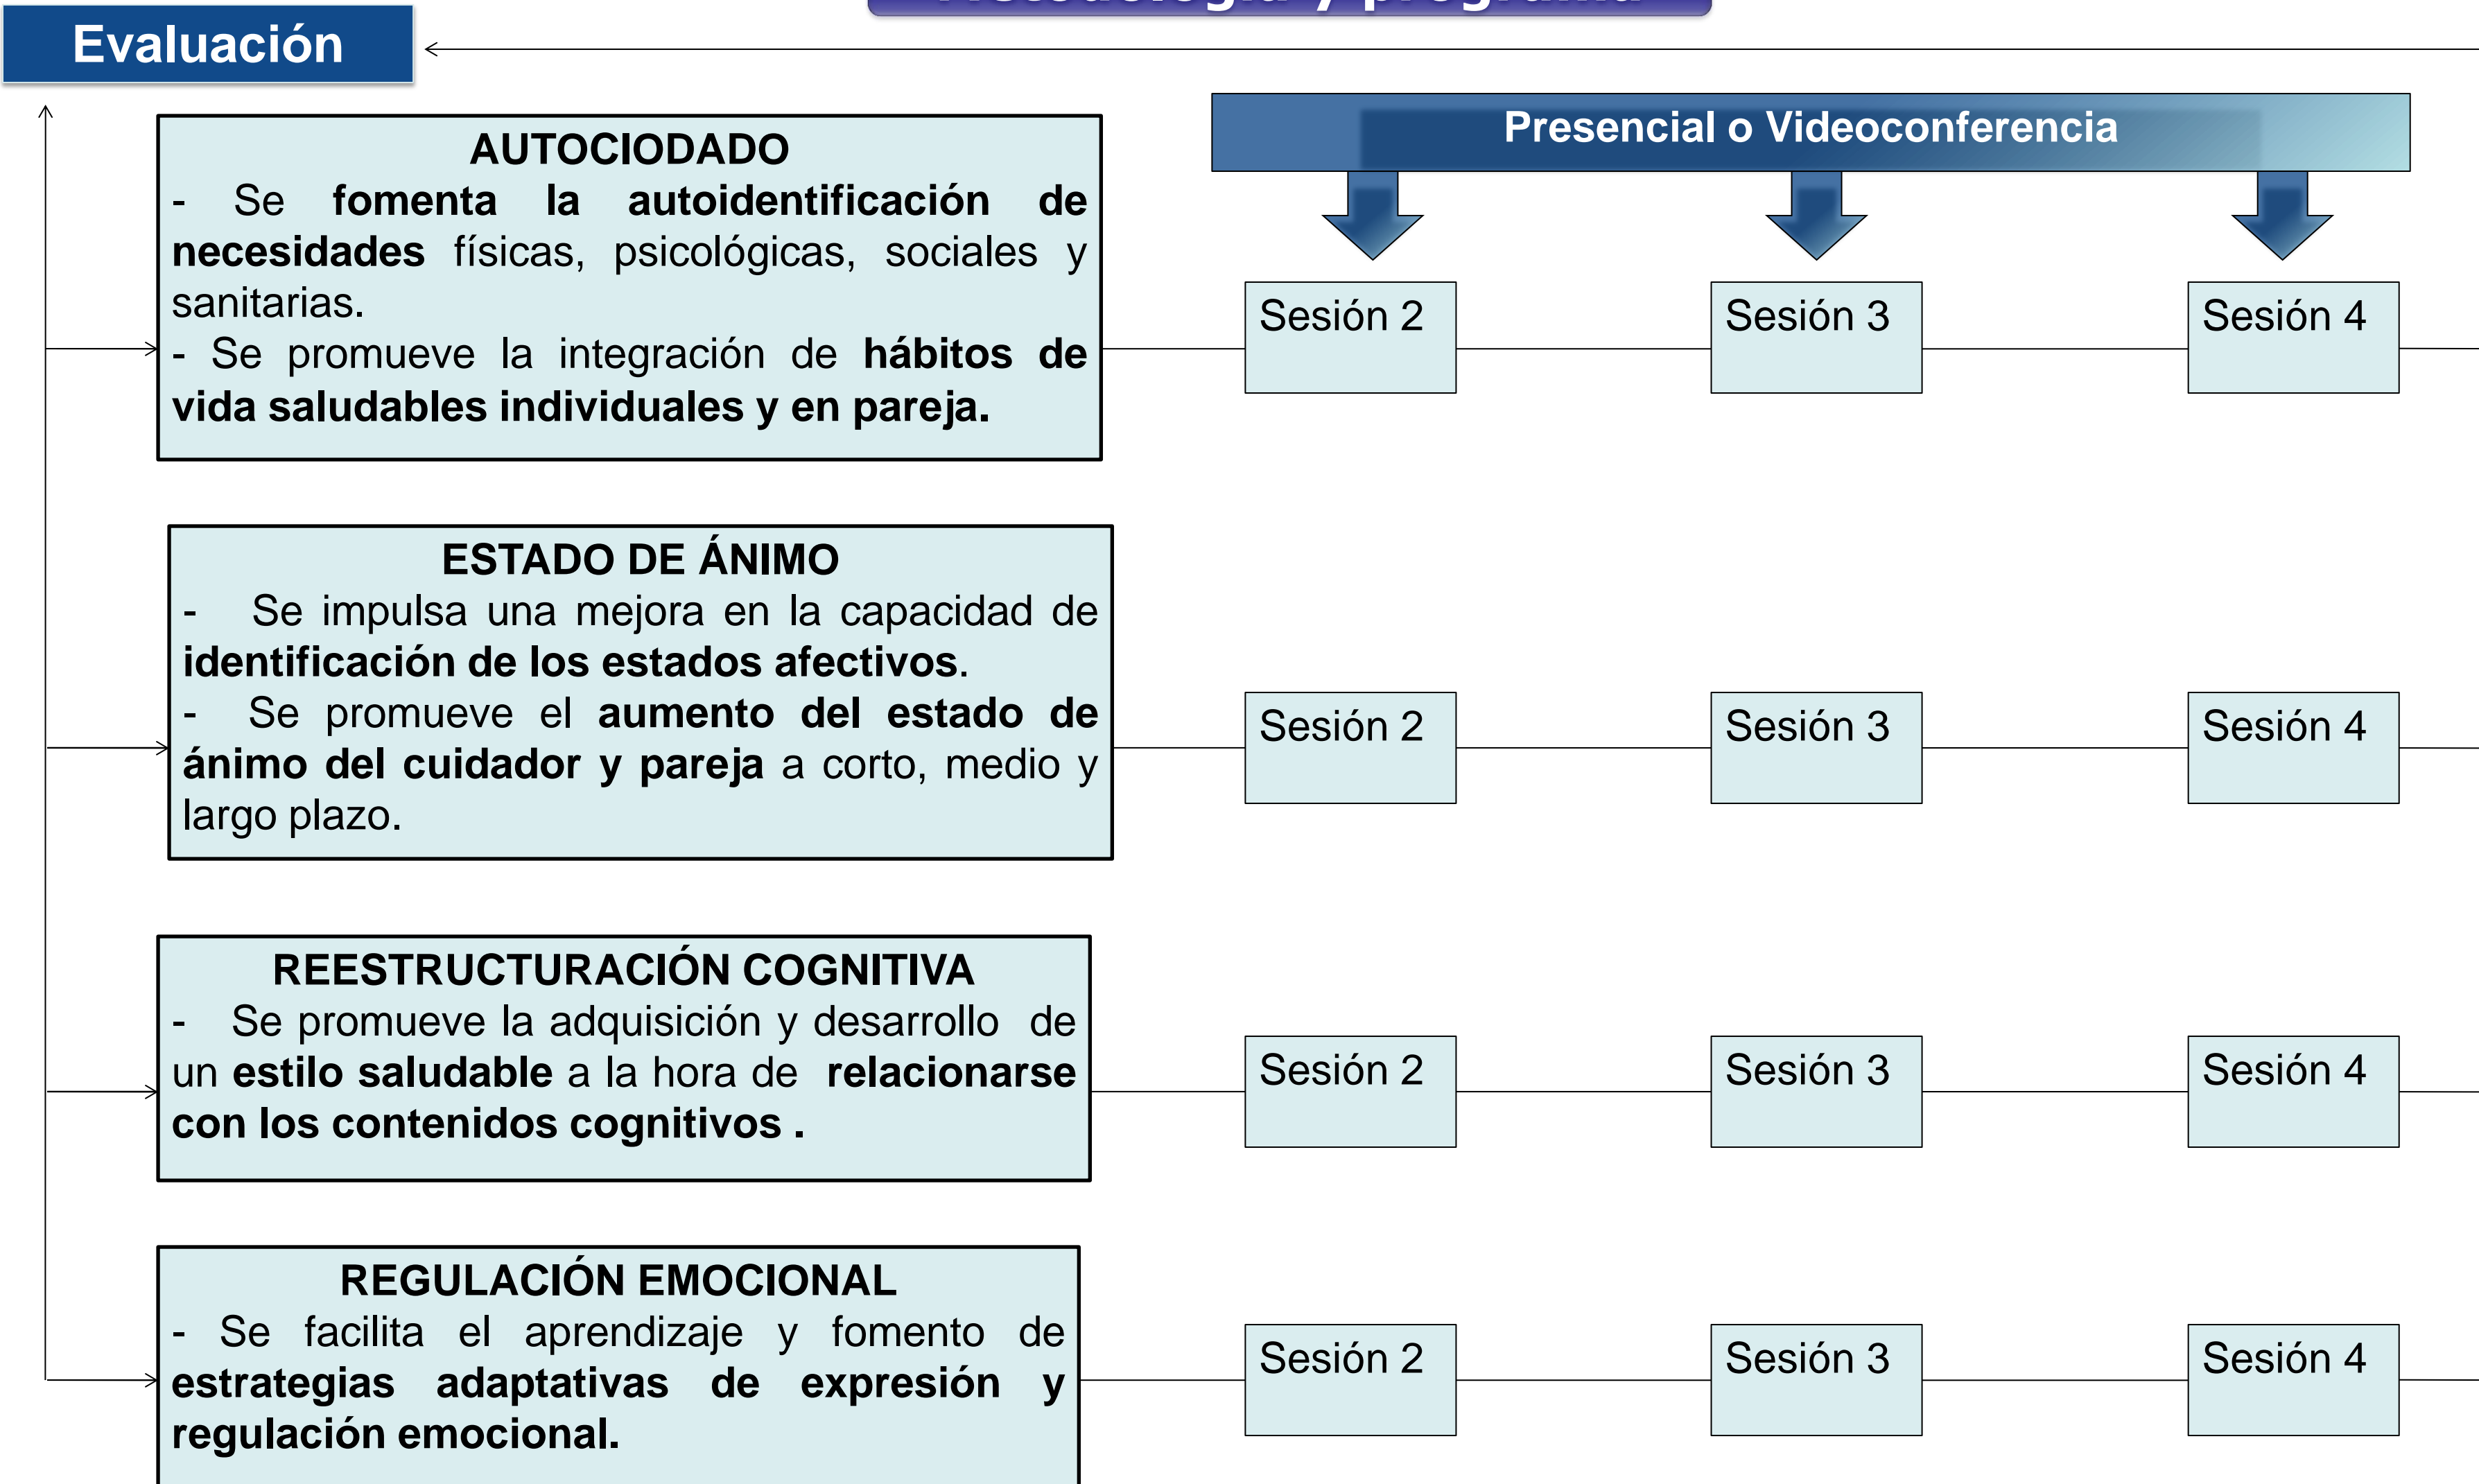 Metodología y programa
Evaluación
Presencial o Videoconferencia
AUTOCIODADO
- Se fomenta la autoidentificación de
necesidades físicas, psicológicas, sociales y
sanitarias.
- Se promueve la integración de hábitos de
vida saludables individuales y en pareja.
Sesión 2
Sesión 3
Sesión 4
ESTADO DE ÁNIMO
- Se impulsa una mejora en la capacidad de
identificación de los estados afectivos.
- Se promueve el aumento del estado de
ánimo del cuidador y pareja a corto, medio y
largo plazo.
Sesión 2
Sesión 3
Sesión 4
REESTRUCTURACIÓN COGNITIVA
- Se promueve la adquisición y desarrollo de
un estilo saludable a la hora de relacionarse
con los contenidos cognitivos .
Sesión 2
Sesión 3
Sesión 4
REGULACIÓN EMOCIONAL
- Se facilita el aprendizaje y fomento de
estrategias adaptativas de expresión y
regulación emocional.
Sesión 2
Sesión 3
Sesión 4